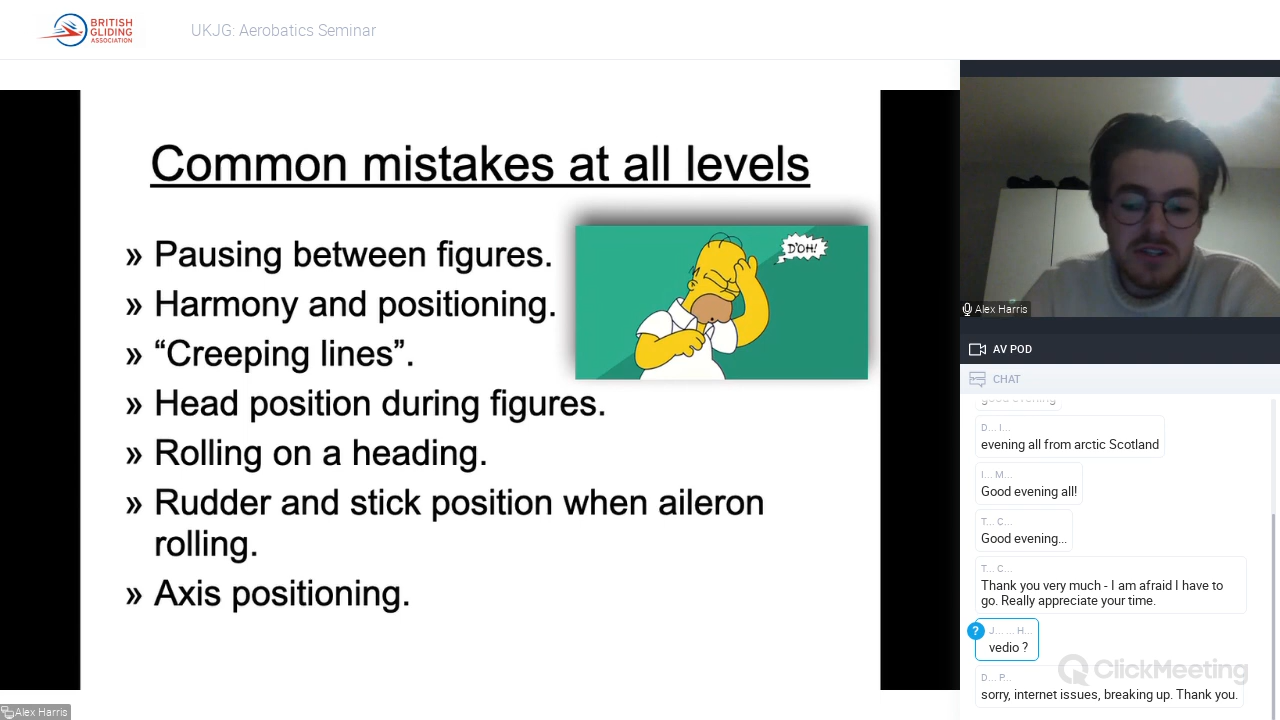 BRITISH
GLIDING
ASSOCIATION
UKJG: Aerobatics Seminar
Common mistakes at all levels
» Pausing between figures.
» Harmony and positioning.
» “Creeping lines”.
» Head position during figures.
» Rolling on a heading.
» Rudder and stick position when aileron
rolling.
» Axis positioning.
D'OH!
Alex Harris
Alex Harris
AV POD
CHAT
good evening
D... I...
evening all from arctic Scotland
I... M...
Good evening all!
T... C...
Good evening...
T... C...
Thank you very much - I am afraid I have to
go. Really appreciate your time.
?
J... ... H...
vedio ?
ClickMeeting
D... P...
sorry, internet issues, breaking up. Thank you.